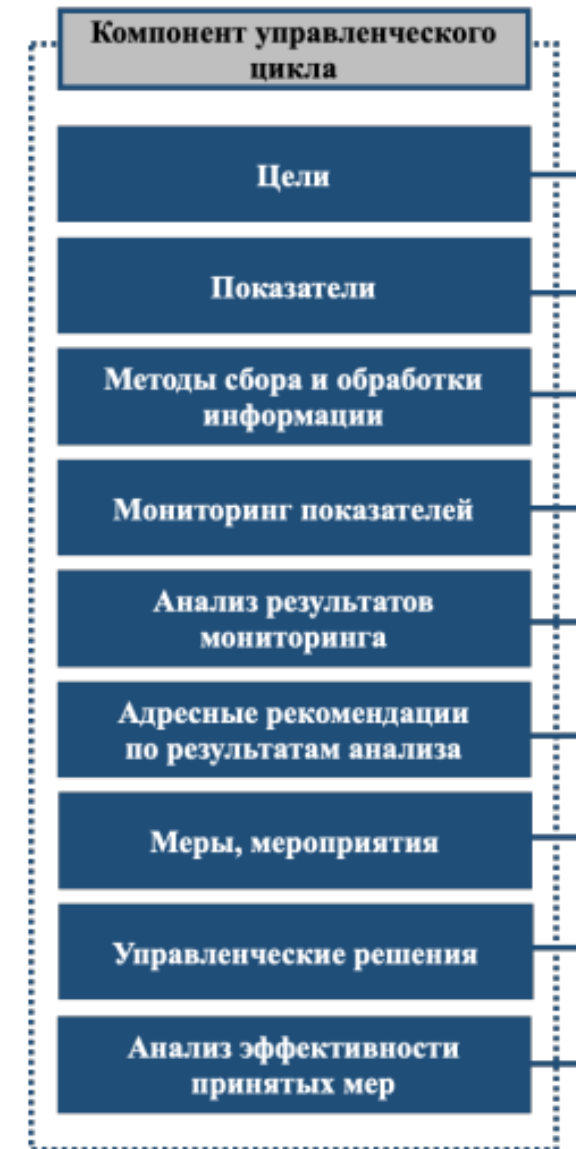 Компонент управленческого
цикла
Цели
Показатели
Методы сбора и обработки
информации
Мониторинг показателей
Анализ результатов
мониторинга
Адресные рекомендации
по результатам анализа
Меры, мероприятия
Управленческие решения
Анализ эффективности
принятых мер